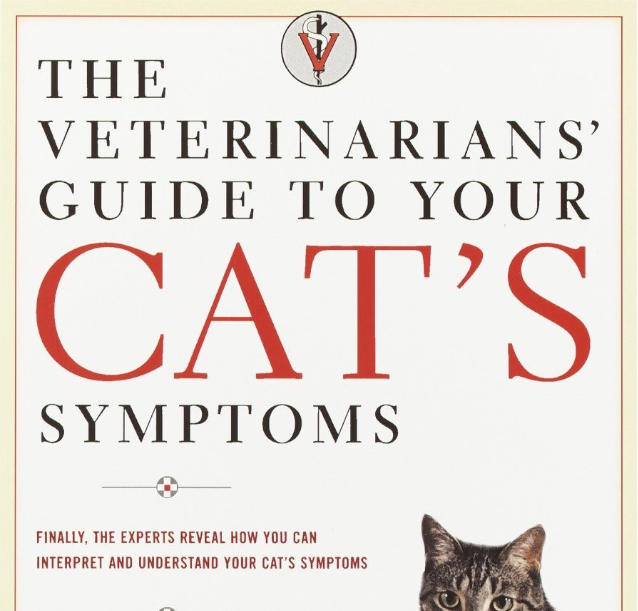 THE
VETERINARIANS'
GUIDE TO YOUR
CAT'S
SYMPTOMS
FINALLY, THE EXPERTS REVEAL HOW YOU CAN
INTERPRET AND UNDERSTAND YOUR CAT'S SYMPTOMS